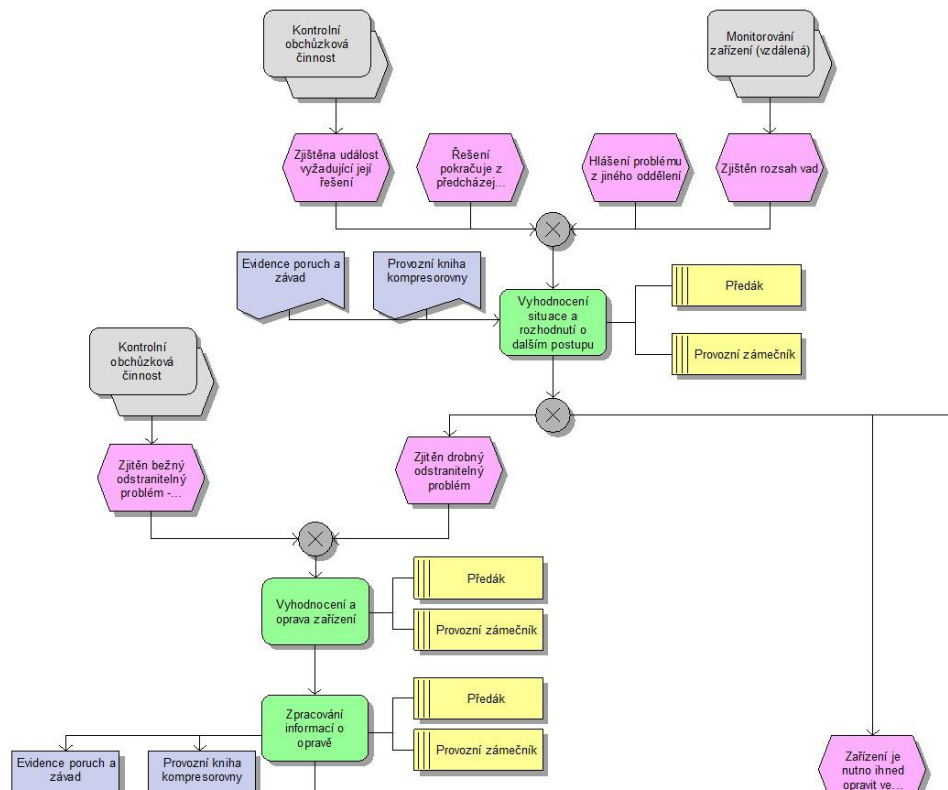 Kontrolní
obchůzková
činnost
Monitorování
zařízení (vzdálená)
Zjištěna událost
vyžadující její
řešení
Řešení
pokračuje z
předcházej...
Hlášení problému
z jiného oddělení
Zjištěn rozsah vad
Evidence poruch a
závad
Provozní kniha
kompresorovny
Vyhodnocení
situace a
rozhodnutí o
dalším postupu
Předák
Provozní zámečník
Kontrolní
obchůzková
činnost
Zjitěn bežný
odstranitelný
problém -...
Zjitěn drobný
odstranitelný
problém
Vyhodnocení a
oprava zařízení
Předák
Provozní zámečník
Zpracování
informací o
opravě
Předák
Provozní zámečník
Evidence poruch a
závad
Provozní kniha
kompresorovny
Zařízení je
nutno ihned
opravit ve...